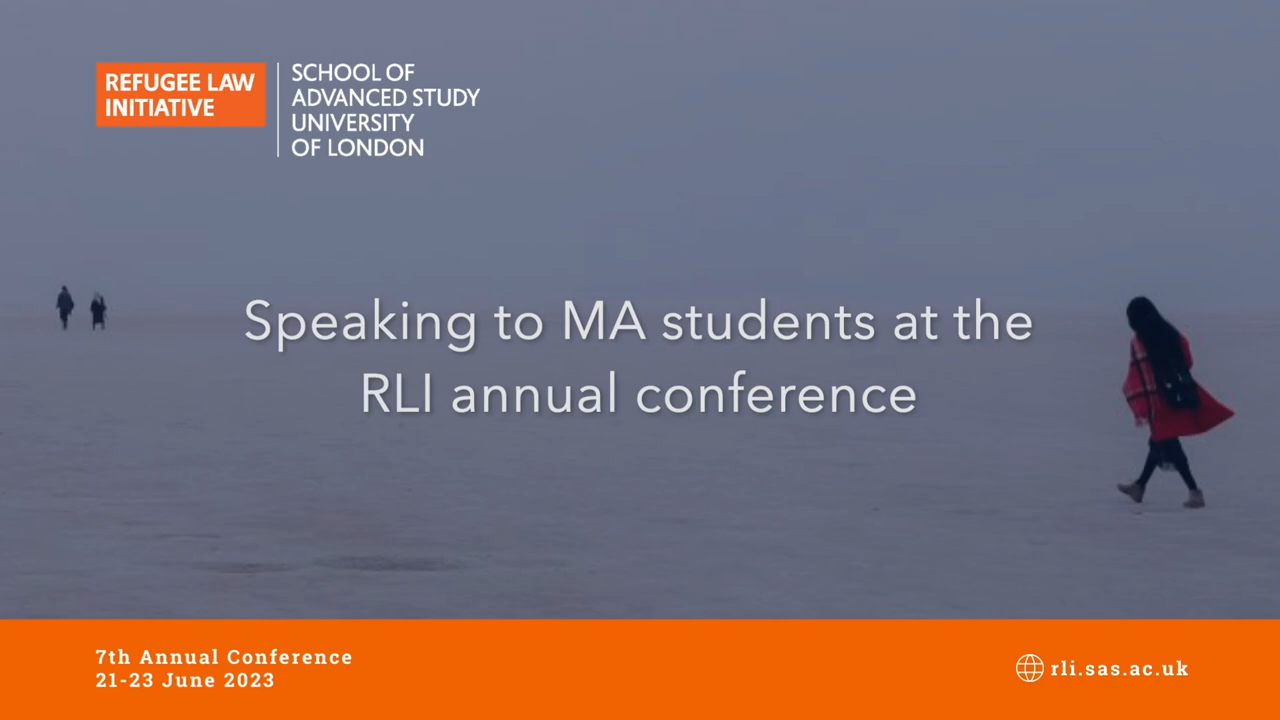 REFUGEE LAW
INITIATIVE
SCHOOL OF
ADVANCED STUDY
UNIVERSITY
OF LONDON
Speaking to MA students at the
RLI annual conference
7th Annual Conference
21-23 June 2023
rli.sas.ac.uk